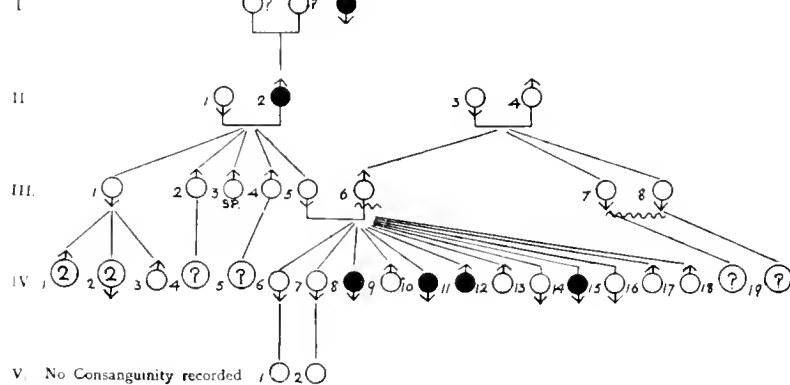 I ? ?
II 1 2 3 4
III. 1 2 3 4 5 6 7 8
S.P.
IV 1 2 2 2 3 4 ? 5 ? 6 7 8 9 10 11 12 13 14 15 16 17 18 ? 19 ?
V. No Consanguinity recorded 1 2